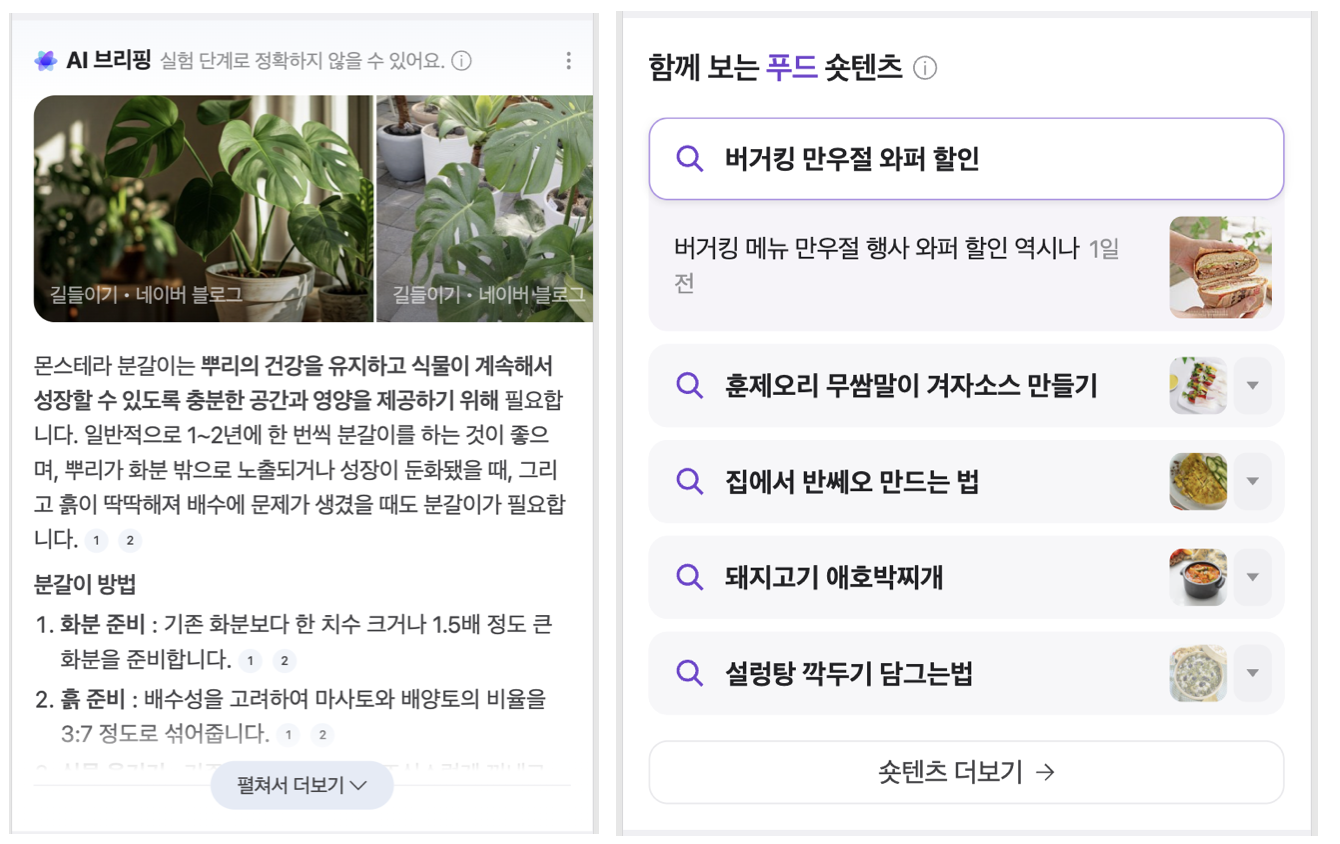 AI 브리핑 실험 단계로 정확하지 않을 수 있어요.
길들이기 • 네이버 블로그
길들이기 • 네이버 블로그
몬스테라 분갈이는 뿌리의 건강을 유지하고 식물이 계속해서
성장할 수 있도록 충분한 공간과 영양을 제공하기 위해 필요합
니다. 일반적으로 1~2년에 한 번씩 분갈이를 하는 것이 좋으
며, 뿌리가 화분 밖으로 노출되거나 성장이 둔화됐을 때, 그리
고 흙이 딱딱해져 배수에 문제가 생겼을 때도 분갈이가 필요합
니다. 1 2
분갈이 방법
1. 화분 준비 : 기존 화분보다 한 치수 크거나 1.5배 정도 큰
화분을 준비합니다. 1 2
2. 흙 준비 : 배수성을 고려하여 마사토와 배양토의 비율을
3:7 정도로 섞어줍니다. 1 2
펼쳐서 더보기
함께 보는 푸드 숏텐츠
버거킹 만우절 와퍼 할인
버거킹 메뉴 만우절 행사 와퍼 할인 역시나 1일
전
훈제오리 무쌈말이 겨자소스 만들기
집에서 반쎄오 만드는 법
돼지고기 애호박찌개
설렁탕 깍두기 담그는법
숏텐츠 더보기 →